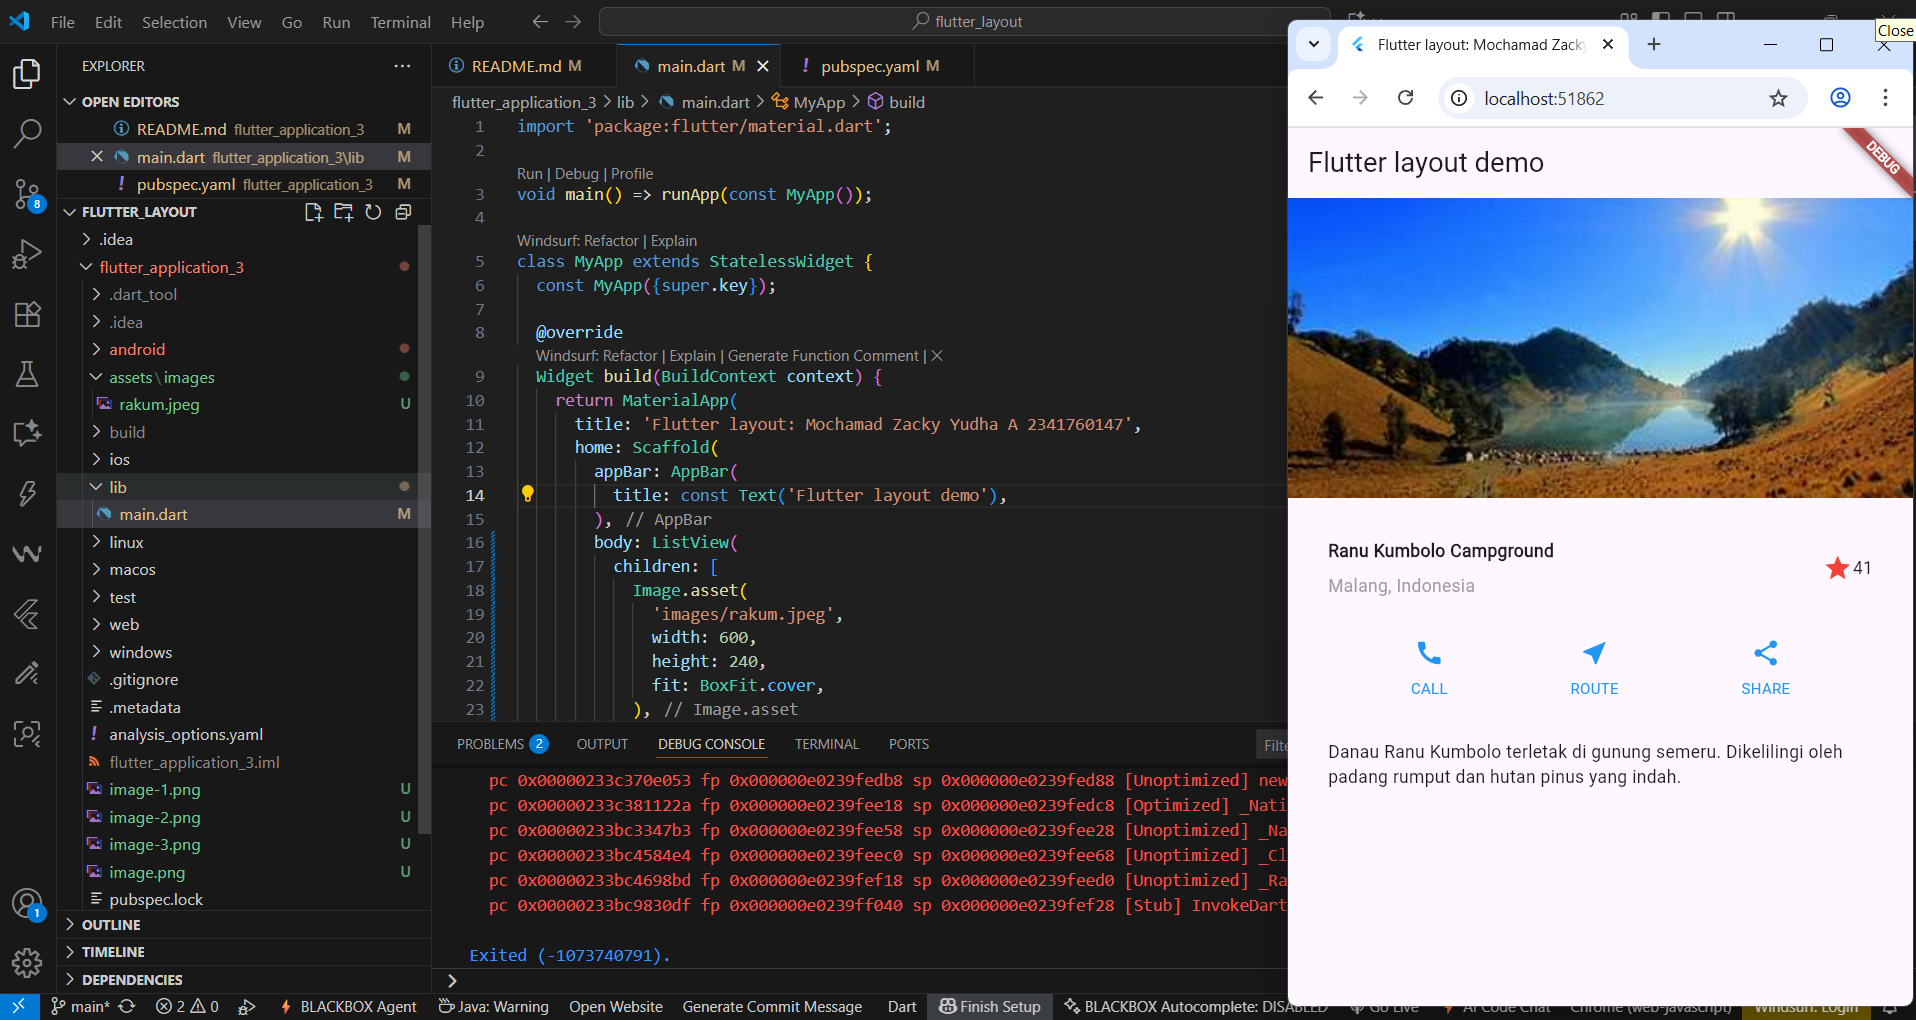 File Edit Selection View Go Run Terminal Help
flutter_layout
EXPLORER
OPEN EDITORS
README.md flutter_application_3 M
main.dart flutter_application_3\lib M
! pubspec.yaml flutter_application_3 M
FLUTTER_LAYOUT
.idea
flutter_application_3
.dart_tool
.idea
android
assets\images
rakum.jpeg U
build
ios
lib
main.dart M
linux
macos
test
web
windows
.gitignore
.metadata
! analysis_options.yaml
flutter_application_3.iml
image-1.png U
image-2.png U
image-3.png U
image.png U
pubspec.lock
OUTLINE
TIMELINE
DEPENDENCIES
8
1
README.md M
main.dart M
! pubspec.yaml M
flutter_application_3 > lib > main.dart > MyApp > build
1 import 'package:flutter/material.dart';
2
Run | Debug | Profile
3 void main() => runApp(const MyApp());
4
Windsurf: Refactor | Explain
5 class MyApp extends StatelessWidget {
6 const MyApp({super.key});
7
8 @override
Windsurf: Refactor | Explain | Generate Function Comment | X
9 Widget build(BuildContext context) {
10 return MaterialApp(
11 title: 'Flutter layout: Mochamad Zacky Yudha A 2341760147',
12 home: Scaffold(
13 appBar: AppBar(
14 title: const Text('Flutter layout demo'),
15 ), // AppBar
16 body: ListView(
17 children: [
18 Image.asset(
19 'images/rakum.jpeg',
20 width: 600,
21 height: 240,
22 fit: BoxFit.cover,
23 ), // Image.asset
PROBLEMS 2 OUTPUT DEBUG CONSOLE TERMINAL PORTS
Filte
pc 0x00000233c370e053 fp 0x000000e0239fedb8 sp 0x000000e0239fed88 [Unoptimized] new
pc 0x00000233c381122a fp 0x000000e0239fee18 sp 0x000000e0239fedc8 [Optimized] _Nati
pc 0x00000233bc3347b3 fp 0x000000e0239fee58 sp 0x000000e0239fee28 [Unoptimized] _Na
pc 0x00000233bc4584e4 fp 0x000000e0239feec0 sp 0x000000e0239fee68 [Unoptimized] _Cl
pc 0x00000233bc4698bd fp 0x000000e0239fef18 sp 0x000000e0239feed0 [Unoptimized] _Ra
pc 0x00000233bc9830df fp 0x000000e0239ff040 sp 0x000000e0239fef28 [Stub] InvokeDart
Exited (-1073740791).
>
main* 2 0 BLACKBOX Agent Java: Warning Open Website Generate Commit Message Dart Finish Setup BLACKBOX Autocomplete: DISABLED Go Live AI Code Chat Chrome (web-javascript) Windsurf: Login
Close
Flutter layout: Mochamad Zacky
localhost:51862
Flutter layout demo
DEBUG
Ranu Kumbolo Campground
Malang, Indonesia
41
CALL
ROUTE
SHARE
Danau Ranu Kumbolo terletak di gunung semeru. Dikelilingi oleh
padang rumput dan hutan pinus yang indah.